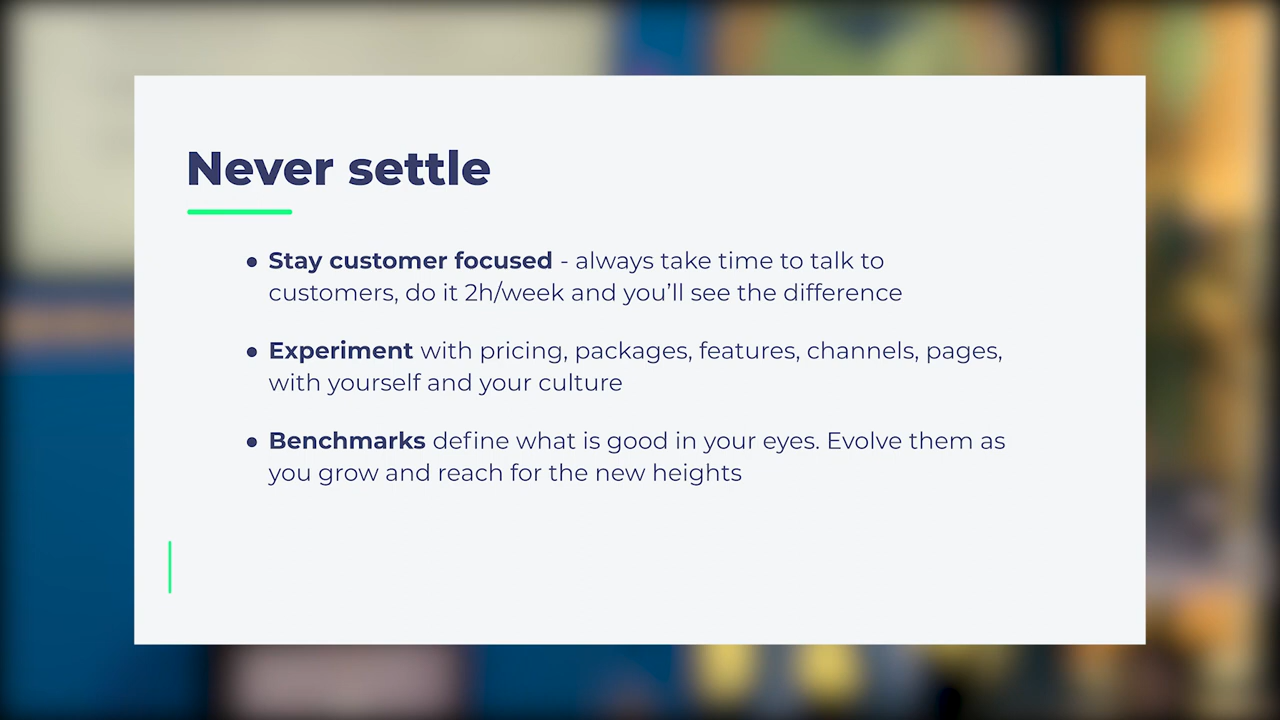 Never settle
● Stay customer focused - always take time to talk to
customers, do it 2h/week and you’ll see the difference
● Experiment with pricing, packages, features, channels, pages,
with yourself and your culture
● Benchmarks define what is good in your eyes. Evolve them as
you grow and reach for the new heights